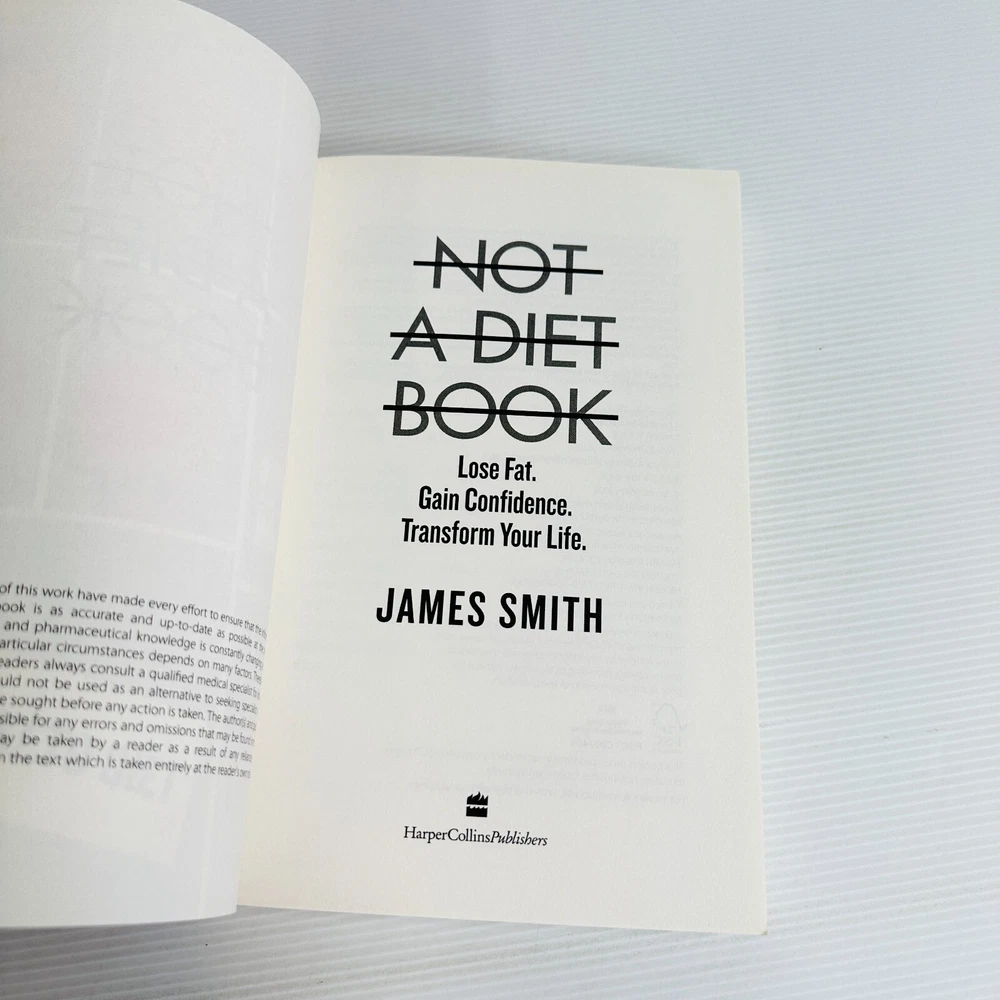 of this work have made every effort to ensure that the
book is as accurate and up-to-date as possible at the
and pharmaceutical knowledge is constantly changing
articular circumstances depends on many factors.
eaders always consult a qualified medical specialist for
uld not be used as an alternative to seeking
e sought before any action is taken. The author(s) and
sible for any errors and omissions that may be found
ay be taken by a reader as a result of any
n the text which is taken entirely at the reader's own
NOT
A DIET
BOOK
Lose Fat.
Gain Confidence.
Transform Your Life.
JAMES SMITH
HarperCollinsPublishers